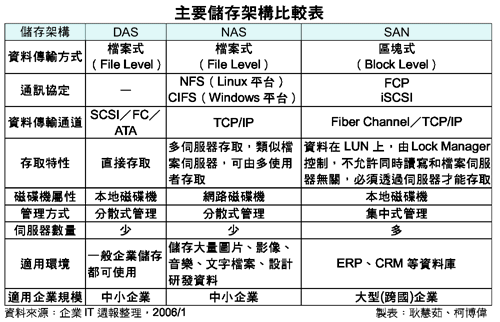 主要儲存架構比較表
儲存架構 DAS NAS SAN
資料傳輸方式 檔案式 檔案式 區塊式
（File Level） （File Level） （Block Level）
通訊協定 — NFS（Linux 平台） FCP
CIFS（Windows 平台） iSCSI
資料傳輸通道 SCSI／FC／ TCP/IP Fiber Channel／TCP/IP
ATA
存取特性 直接存取
多伺服器存取，類似檔
案伺服器，可由多使用
者存取
資料在 LUN 上，由 Lock Manager
控制，不允許同時讀寫和檔案伺服
器無關，必須透過伺服器才能存取
磁碟機屬性 本地磁碟機 網路磁碟機 本地磁碟機
管理方式 分散式管理 分散式管理 集中式管理
伺服器數量 少 少 多
適用環境
一般企業儲存
都可使用
儲存大量圖片、影像、
音樂、文字檔案、設計
研發資料
ERP、CRM 等資料庫
適用企業規模 中小企業 中小企業 大型(跨國)企業
資料來源：企業 IT 週報整理，2006/1 製表：耿慧茹、柯博偉